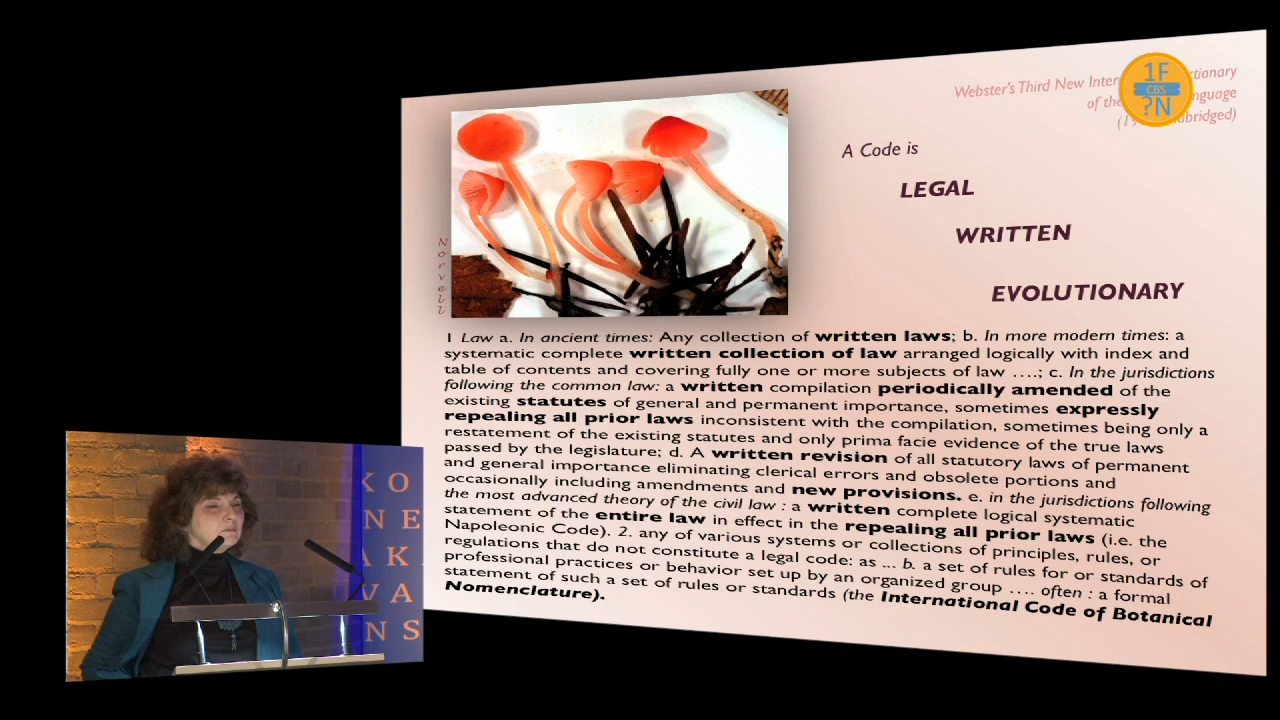 Webster's Third New
of the
1F
CBS
?N
A Code is
LEGAL
WRITTEN
EVOLUTIONARY
Norvell
1 Law a. In ancient times: Any collection of written laws; b. In more modern times: a
systematic complete written collection of law arranged logically with index and
table of contents and covering fully one or more subjects of law ….; c. In the jurisdictions
following the common law: a written compilation periodically amended of the
existing statutes of general and permanent importance, sometimes expressly
repealing all prior laws inconsistent with the compilation, sometimes being only a
restatement of the existing statutes and only prima facie evidence of the true laws
passed by the legislature; d. A written revision of all statutory laws of permanent
and general importance eliminating clerical errors and obsolete portions and
occasionally including amendments and new provisions. e. in the jurisdictions following
the most advanced theory of the civil law : a written complete logical systematic
statement of the entire law in effect in the repealing all prior laws (i.e. the
Napoleonic Code). 2. any of various systems or collections of principles, rules, or
regulations that do not constitute a legal code: as ... b. a set of rules for or standards of
professional practices or behavior set up by an organized group …. often : a formal
statement of such a set of rules or standards (the International Code of Botanical
Nomenclature).
KO
NE
AK
VA
NS